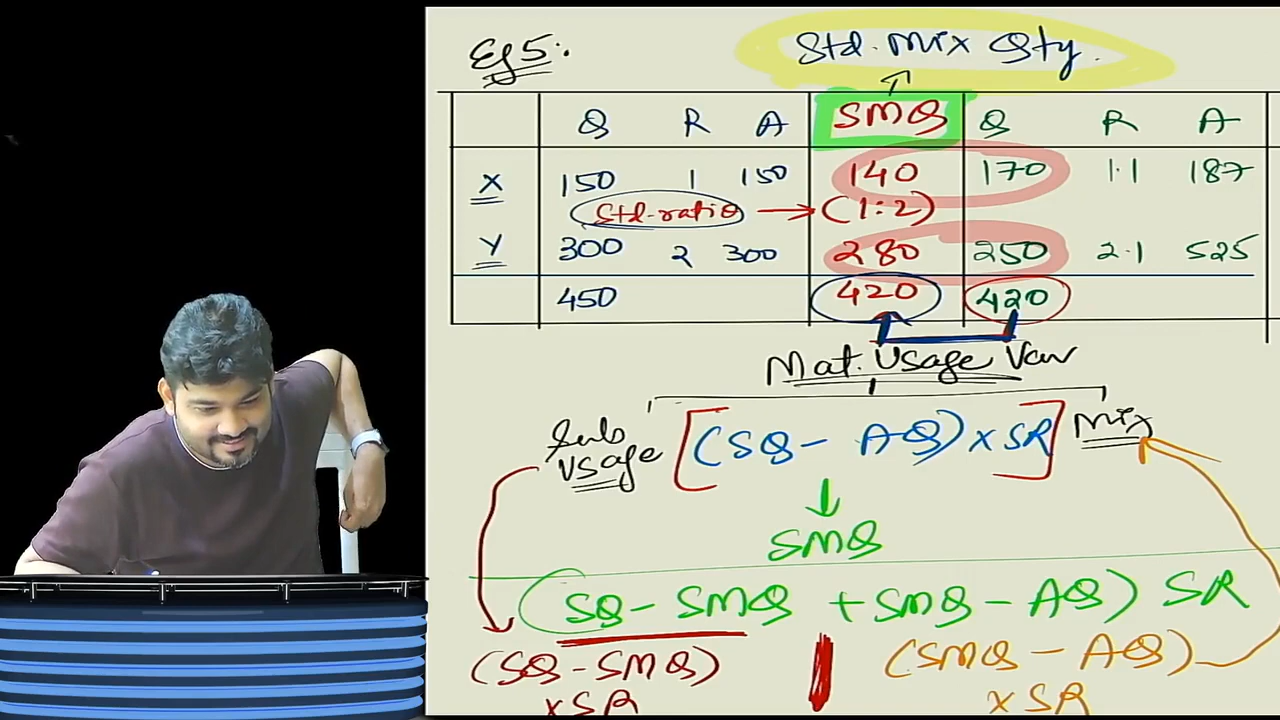 Eg 5:.
Std. Mix Qty.
Q R A SMQ Q R A
X 150 1 150 140 170 1.1 187
Std-ratio → (1:2)
Y 300 2 300 280 250 2.1 525
450 420 420
Mat. Usage Var
Sub Usage [(SQ - AQ) x SR] Mix
↓
SMQ
(SQ - SMQ + SMQ - AQ) SR
(SQ - SMQ) (SMQ - AQ)
x SR x SR